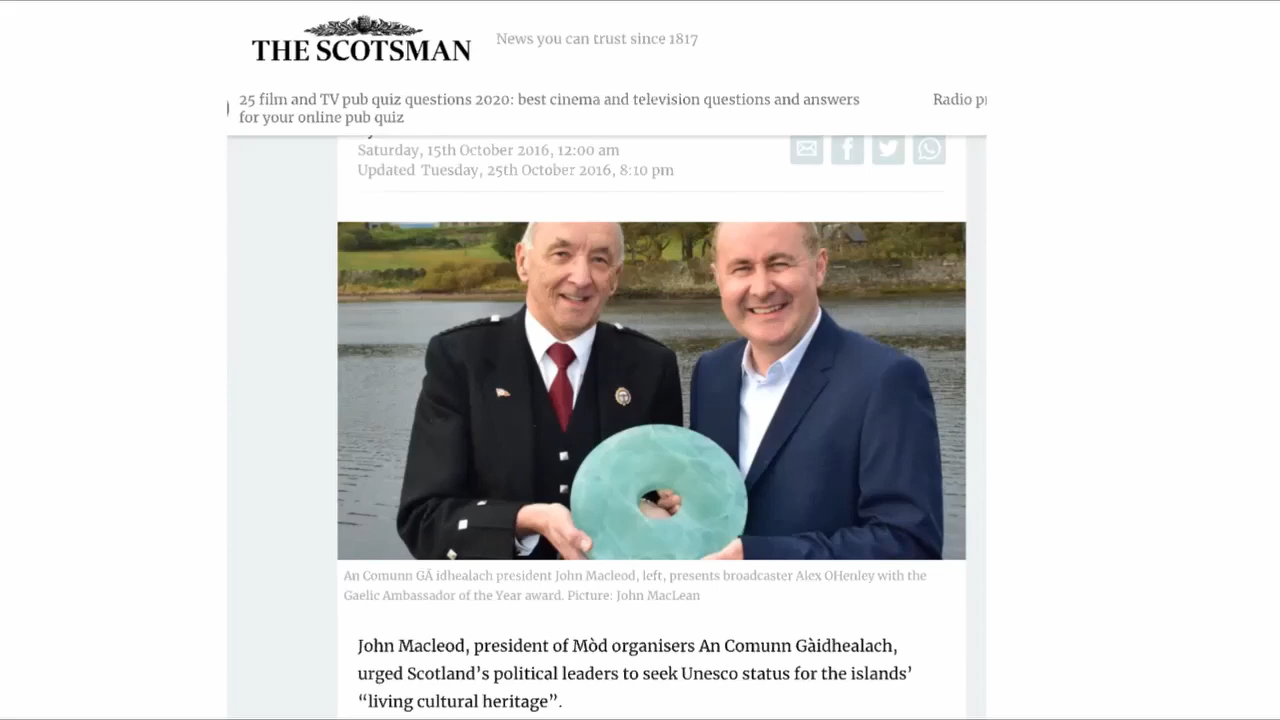 THE SCOTSMAN
News you can trust since 1817
25 film and TV pub quiz questions 2020: best cinema and television questions and answers
for your online pub quiz
Radio
Saturday, 15th October 2016, 12:00 am
Updated Tuesday, 25th October 2016, 8:10 pm
An Comunn GÃ idhealach president John Macleod, left, presents broadcaster Alex OHenley with the
Gaelic Ambassador of the Year award. Picture: John MacLean
John Macleod, president of Mòd organisers An Comunn Gàidhealach,
urged Scotland’s political leaders to seek Unesco status for the islands’
“living cultural heritage”.